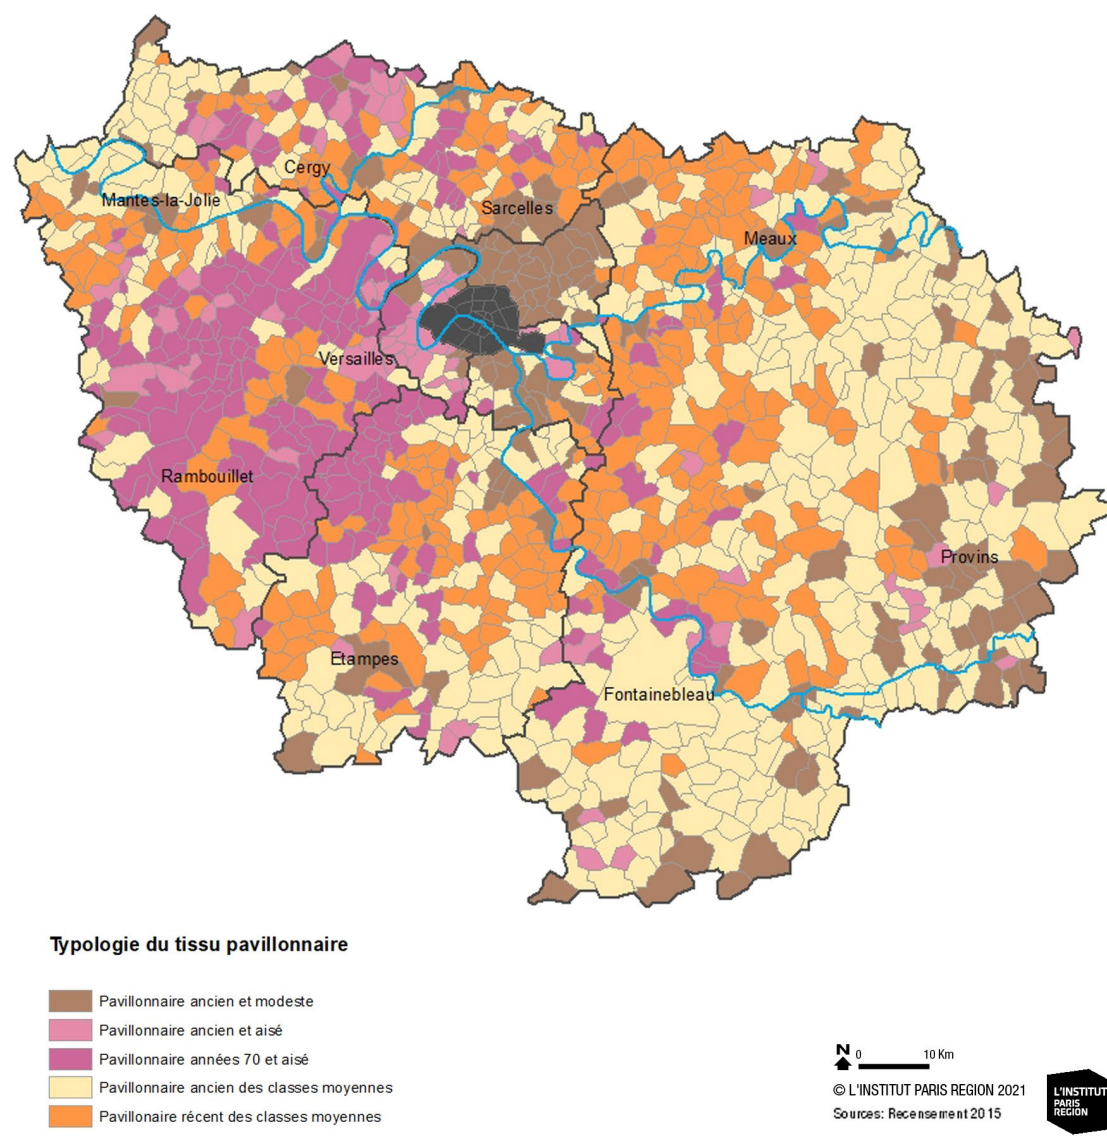 Cergy
Mantes-la-Jolie
Sarcelles
Meaux
Versailles
Rambouillet
Provins
Etampes
Fontainebleau
Typologie du tissu pavillonnaire
Pavillonnaire ancien et modeste
Pavillonnaire ancien et aisé
Pavillonnaire années 70 et aisé
Pavillonnaire ancien des classes moyennes
Pavillonaire récent des classes moyennes
N 0 10 Km
© L'INSTITUT PARIS REGION 2021
Sources: Recensement 2015
L'INSTITUT
PARIS
REGION